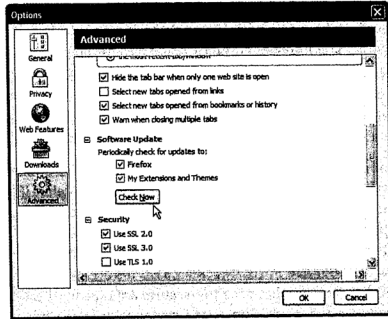 Options
General
Privacy
Web Features
Downloads
Advanced
Advanced
Hide the tab bar when only one web site is open
Select new tabs opened from links
Select new tabs opened from bookmarks or history
Warn when closing multiple tabs
Software Update
Periodically check for updates to:
Firefox
My Extensions and Themes
Check Now
Security
Use SSL 2.0
Use SSL 3.0
Use TLS 1.0
OK
Cancel